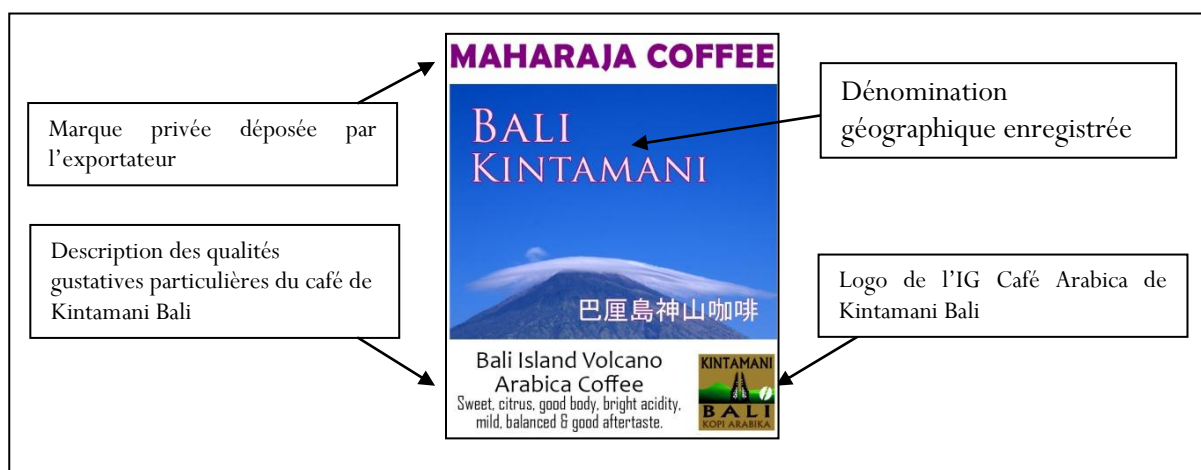 MAHARAJA COFFEE
Marque privée déposée par
l'exportateur
BALI
KINTAMANI
Dénomination
géographique enregistrée
Description des qualités
gustatives particulières du café de
Kintamani Bali
巴厘島神山咖啡
Logo de l'IG Café Arabica de
Kintamani Bali
Bali Island Volcano
Arabica Coffee
Sweet, citrus, good body, bright acidity,
mild, balanced & good aftertaste.
KINTAMANI
BALI
KOPI ARABIKA